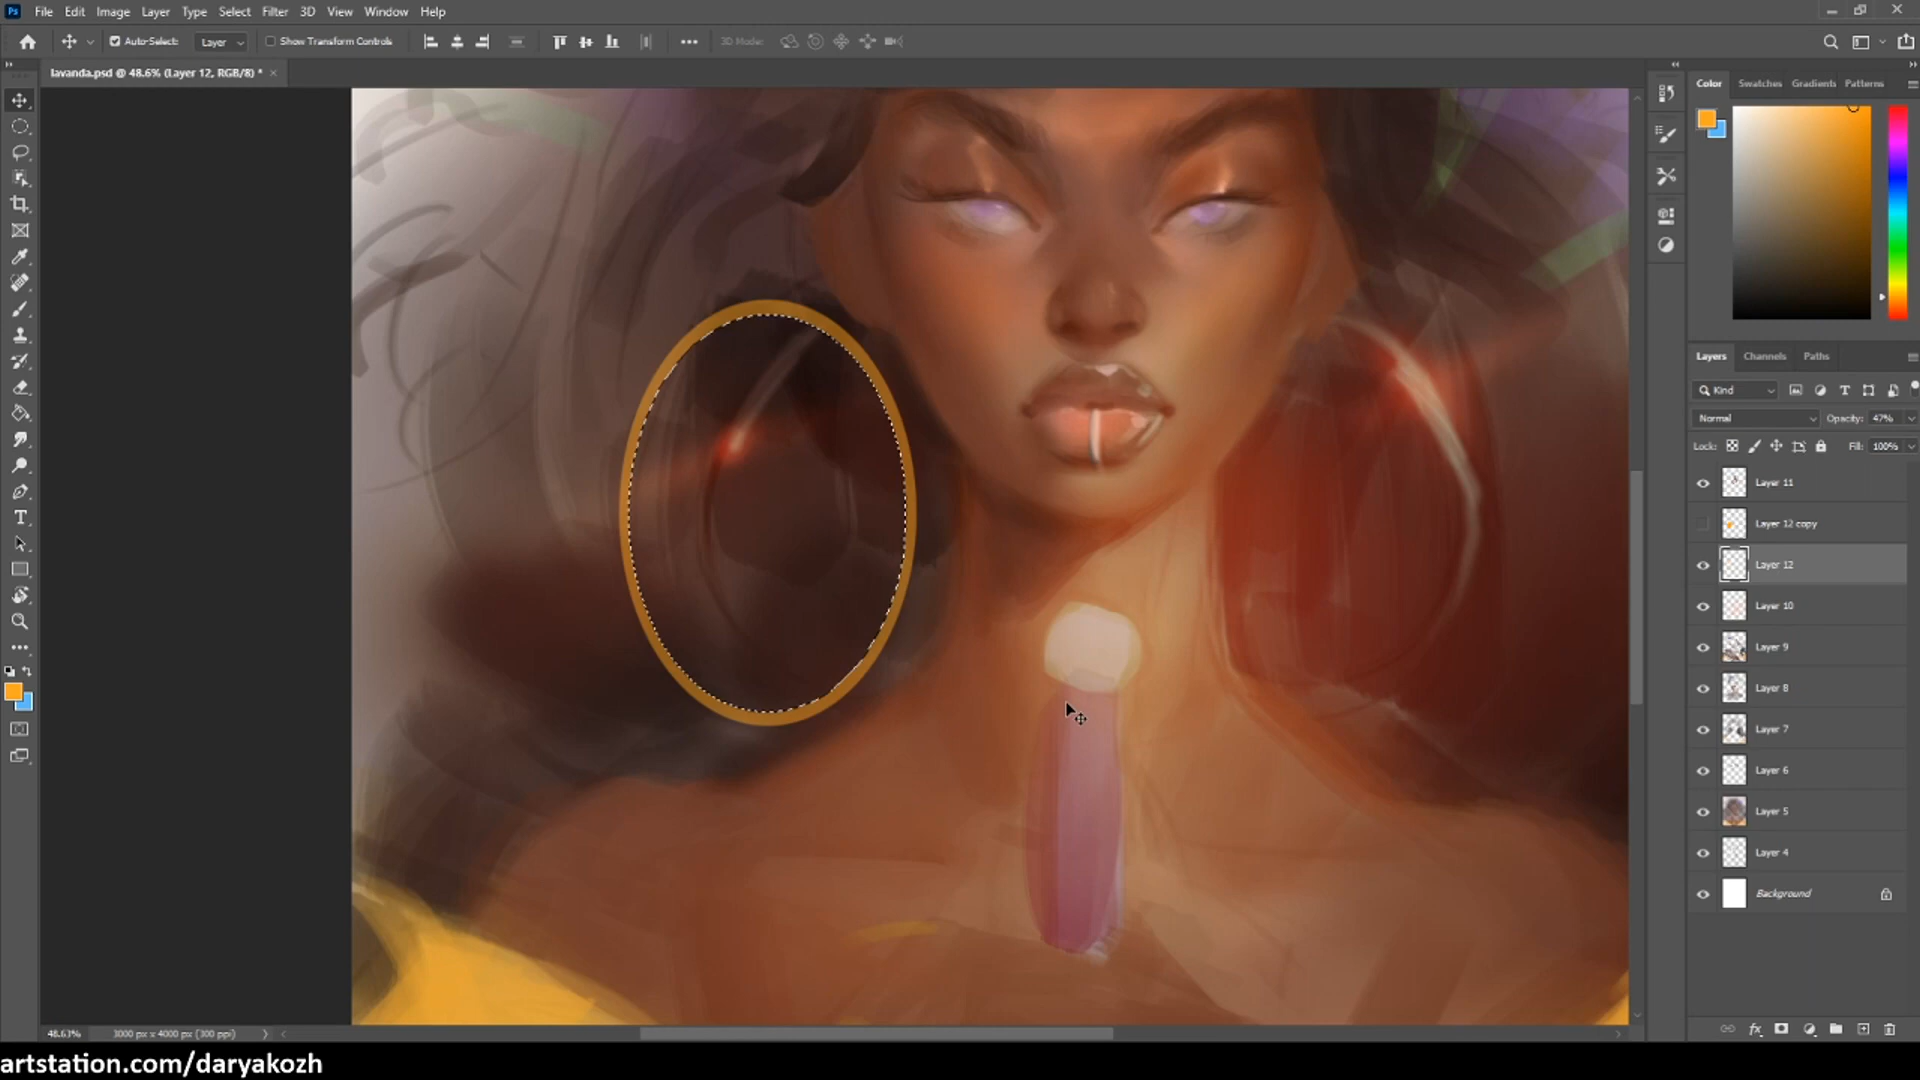 Ps File Edit Image Layer Type Select Filter 3D View Window Help
Auto-Select: Layer Show Transform Controls 3D Mode:
lavanda.psd @ 48.6% (Layer 12, RGB/8) *
Color Swatches Gradients Patterns
Layers Channels Paths
Kind
Normal Opacity: 47%
Lock: Fill: 100%
Layer 11
Layer 12 copy
Layer 12
Layer 10
Layer 9
Layer 8
Layer 7
Layer 6
Layer 5
Layer 4
Background
48.63% 3000 px x 4000 px (300 ppi)
artstation.com/daryakozh